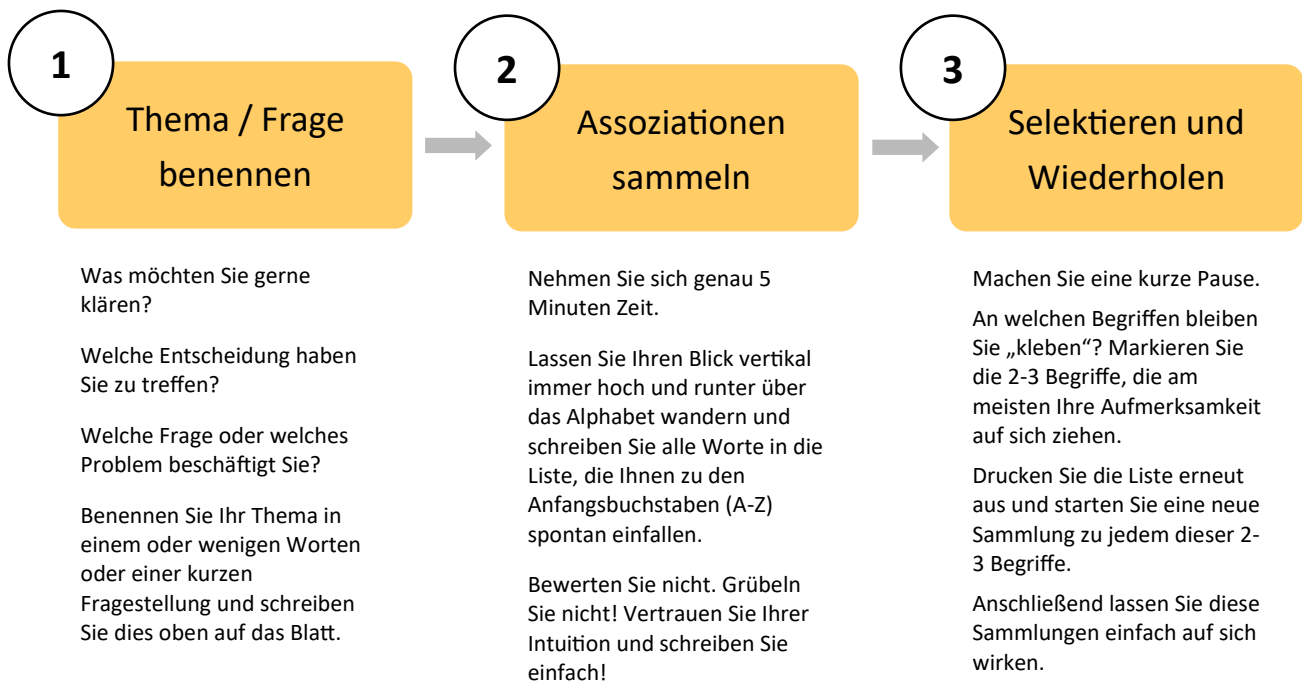 1
Thema / Frage
benennen
Was möchten Sie gerne
klären?
Welche Entscheidung haben
Sie zu treffen?
Welche Frage oder welches
Problem beschäftigt Sie?
Benennen Sie Ihr Thema in
einem oder wenigen Worten
oder einer kurzen
Fragestellung und schreiben
Sie dies oben auf das Blatt.
2
Assoziationen
sammeln
Nehmen Sie sich genau 5
Minuten Zeit.
Lassen Sie Ihren Blick vertikal
immer hoch und runter über
das Alphabet wandern und
schreiben Sie alle Worte in die
Liste, die Ihnen zu den
Anfangsbuchstaben (A-Z)
spontan einfallen.
Bewerten Sie nicht. Grübeln
Sie nicht! Vertrauen Sie Ihrer
Intuition und schreiben Sie
einfach!
3
Selektieren und
Wiederholen
Machen Sie eine kurze Pause.
An welchen Begriffen bleiben
Sie „kleben“? Markieren Sie
die 2-3 Begriffe, die am
meisten Ihre Aufmerksamkeit
auf sich ziehen.
Drucken Sie die Liste erneut
aus und starten Sie eine neue
Sammlung zu jedem dieser 2-
3 Begriffe.
Anschließend lassen Sie diese
Sammlungen einfach auf sich
wirken.